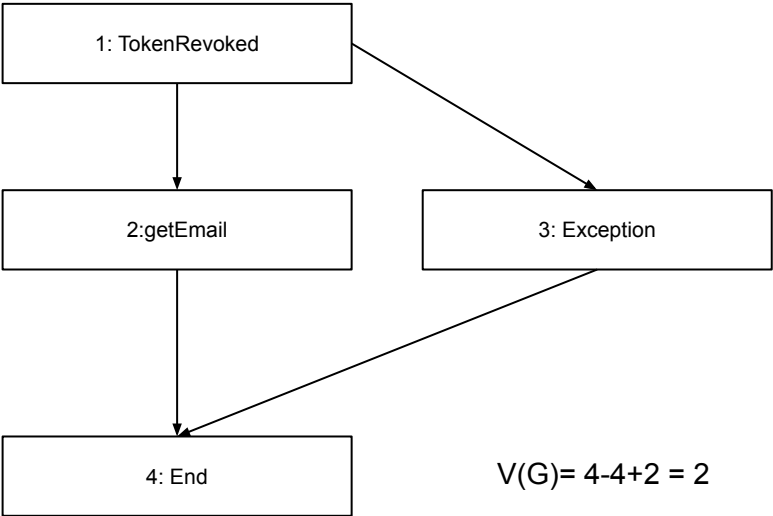 1: TokenRevoked
2:getEmail
3: Exception
4: End
V(G)= 4-4+2 = 2